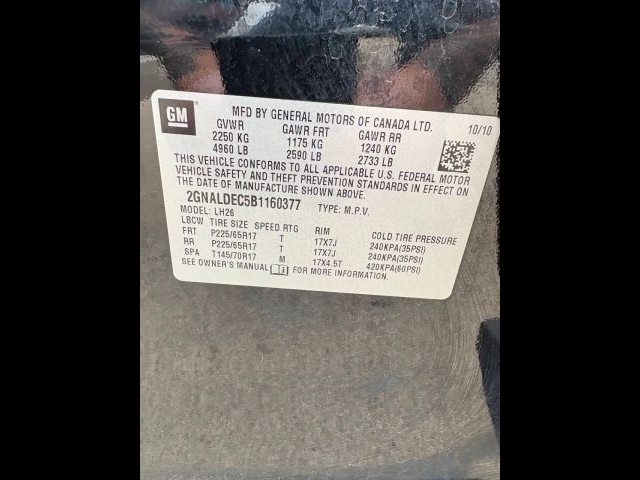 GM MFD BY GENERAL MOTORS OF CANADA LTD. 10/10
GVWR GAWR FRT GAWR RR
2250 KG 1175 KG 1240 KG
4960 LB 2590 LB 2733 LB
THIS VEHICLE CONFORMS TO ALL APPLICABLE U.S. FEDERAL MOTOR
VEHICLE SAFETY AND THEFT PREVENTION STANDARDS IN EFFECT ON
THE DATE OF MANUFACTURE SHOWN ABOVE.
2GNALDEC5B1160377 TYPE: M.P.V.
MODEL: LH26
LBCW TIRE SIZE SPEED RTG RIM COLD TIRE PRESSURE
FRT P225/65R17 T 17X7J 240KPA(35PSI)
RR P225/65R17 T 17X7J 240KPA(35PSI)
SPA T145/70R17 M 17X4.5T 420KPA(60PSI)
SEE OWNER'S MANUAL FOR MORE INFORMATION.